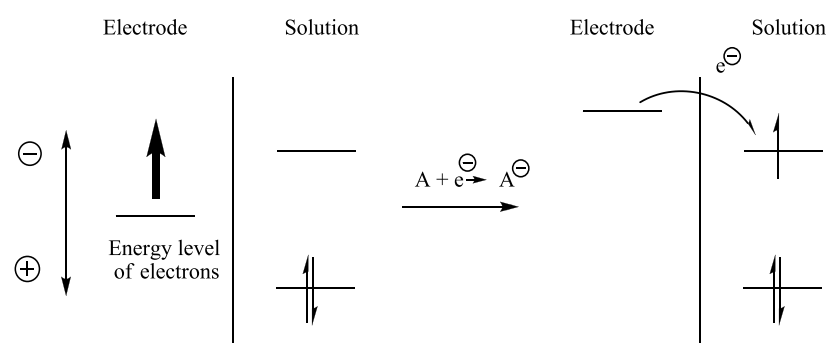 Electrode Solution Electrode Solution
e⊖
⊖
A + e⊖ → A⊖
Energy level
of electrons
⊕